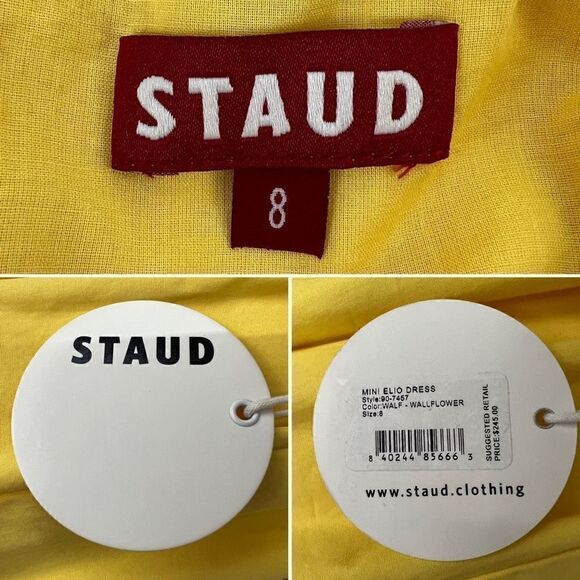 STAUD
8
STAUD
MINI ELIO DRESS
Style:90-7457
Color:WALF - WALLFLOWER
Size:8
8 40244 85666 3
SUGGESTED RETAIL
PRICE:$245.00
www.staud.clothing